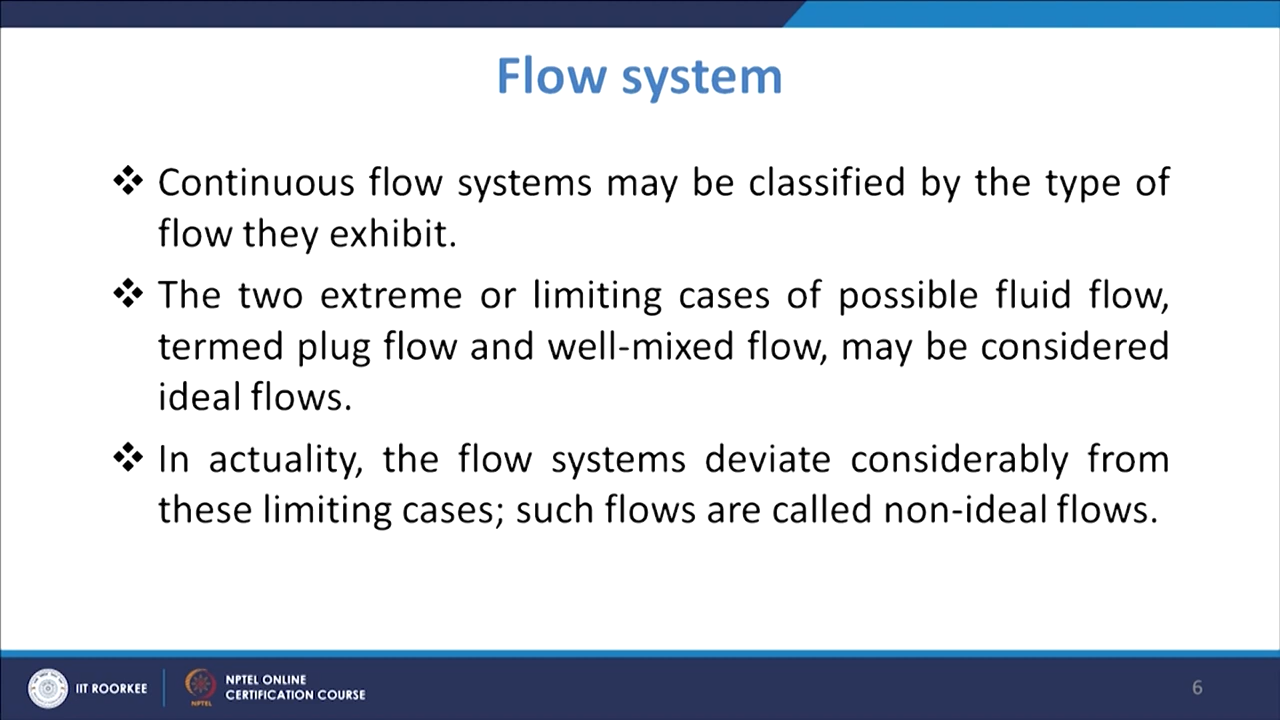 Flow system
❖ Continuous flow systems may be classified by the type of
flow they exhibit.
❖ The two extreme or limiting cases of possible fluid flow,
termed plug flow and well-mixed flow, may be considered
ideal flows.
❖ In actuality, the flow systems deviate considerably from
these limiting cases; such flows are called non-ideal flows.
IIT ROORKEE
NPTEL
NPTEL ONLINE
CERTIFICATION COURSE
6